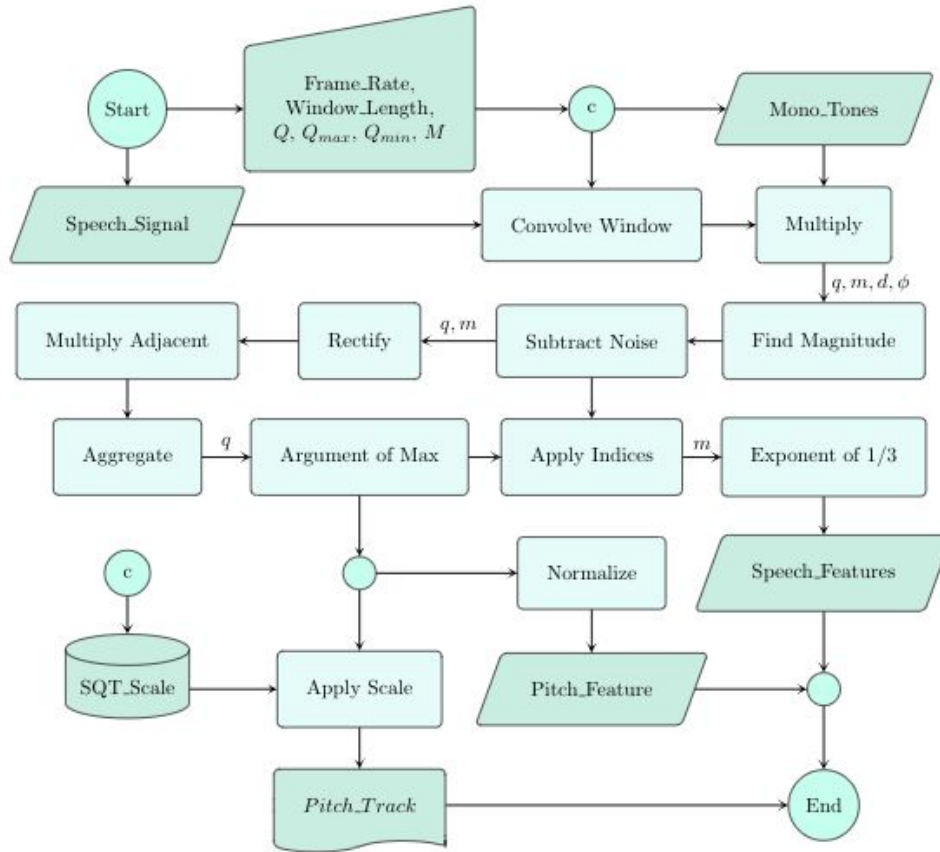 Start
Frame_Rate,
Window_Length,
Q, Q_max, Q_min, M
c
Mono_Tones
Speech_Signal
Convolve Window
Multiply
q, m, d, ϕ
Multiply Adjacent
Rectify
q, m
Subtract Noise
Find Magnitude
Aggregate
q
Argument of Max
Apply Indices
m
Exponent of 1/3
c
Normalize
Speech_Features
SQT_Scale
Apply Scale
Pitch_Feature
Pitch_Track
End